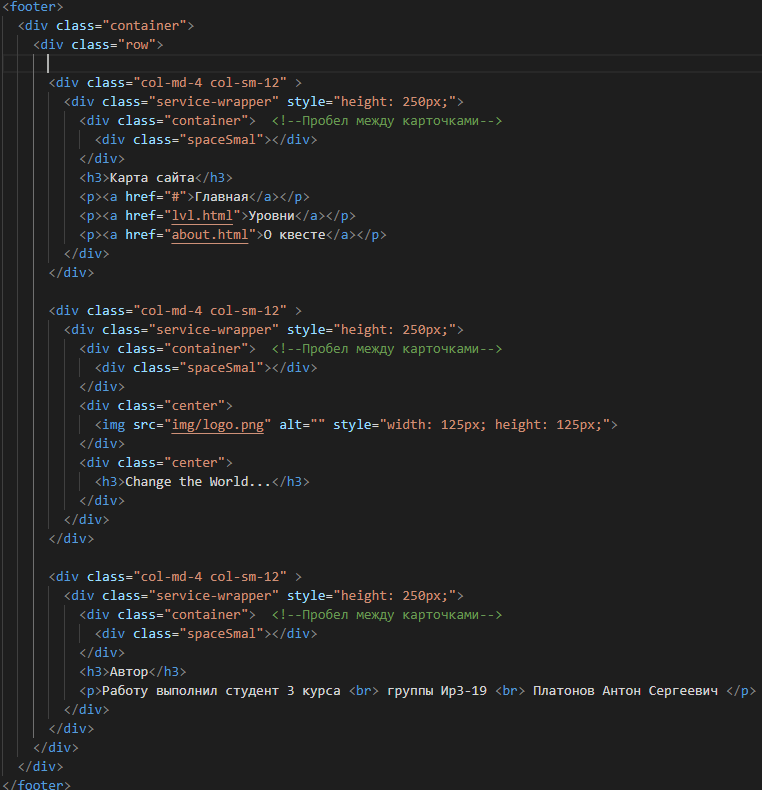 <footer>
<div class="container">
<div class="row">
<div class="col-md-4 col-sm-12" >
<div class="service-wrapper" style="height: 250px;">
<div class="container">  <!--Пробел между карточками-->
<div class="spaceSmal"></div>
</div>
<h3>Карта сайта</h3>
<p><a href="#">Главная</a></p>
<p><a href="lvl.html">Уровни</a></p>
<p><a href="about.html">О квесте</a></p>
</div>
</div>
<div class="col-md-4 col-sm-12" >
<div class="service-wrapper" style="height: 250px;">
<div class="container">  <!--Пробел между карточками-->
<div class="spaceSmal"></div>
</div>
<div class="center">
<img src="img/logo.png" alt="" style="width: 125px; height: 125px;">
</div>
<div class="center">
<h3>Change the World...</h3>
</div>
</div>
</div>
<div class="col-md-4 col-sm-12" >
<div class="service-wrapper" style="height: 250px;">
<div class="container">  <!--Пробел между карточками-->
<div class="spaceSmal"></div>
</div>
<h3>Автор</h3>
<p>Работу выполнил студент 3 курса <br> группы Ир3-19 <br> Платонов Антон Сергеевич </p>
</div>
</div>
</div>
</div>
</footer>